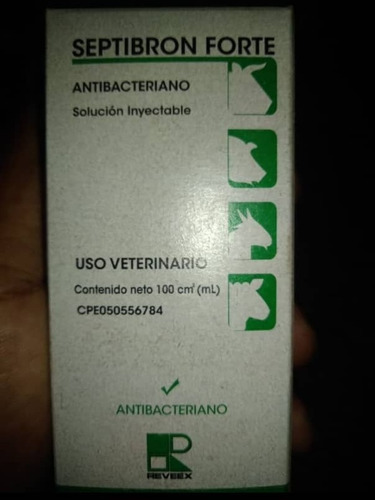 SEPTIBRON FORTE
ANTIBACTERIANO
Solución Inyectable
USO VETERINARIO
Contenido neto 100 cm³ (mL)
CPE050556784
ANTIBACTERIANO
REVEEX